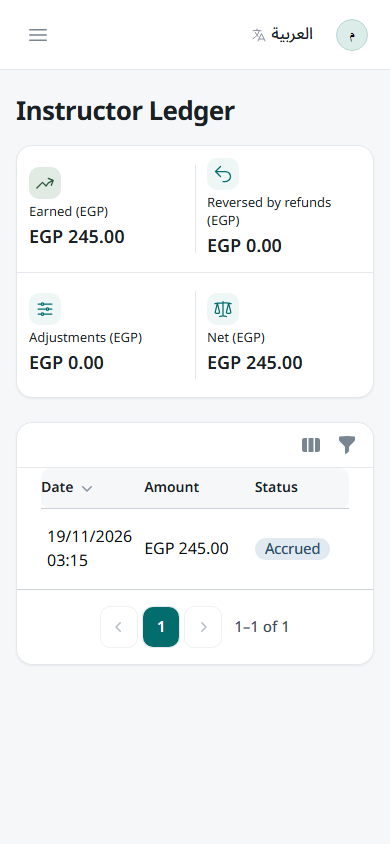 العربية
م
Instructor Ledger
Earned (EGP)
EGP 245.00
Reversed by refunds
(EGP)
EGP 0.00
Adjustments (EGP)
EGP 0.00
Net (EGP)
EGP 245.00
Date Amount Status
19/11/2026
03:15
EGP 245.00
Accrued
1
1–1 of 1